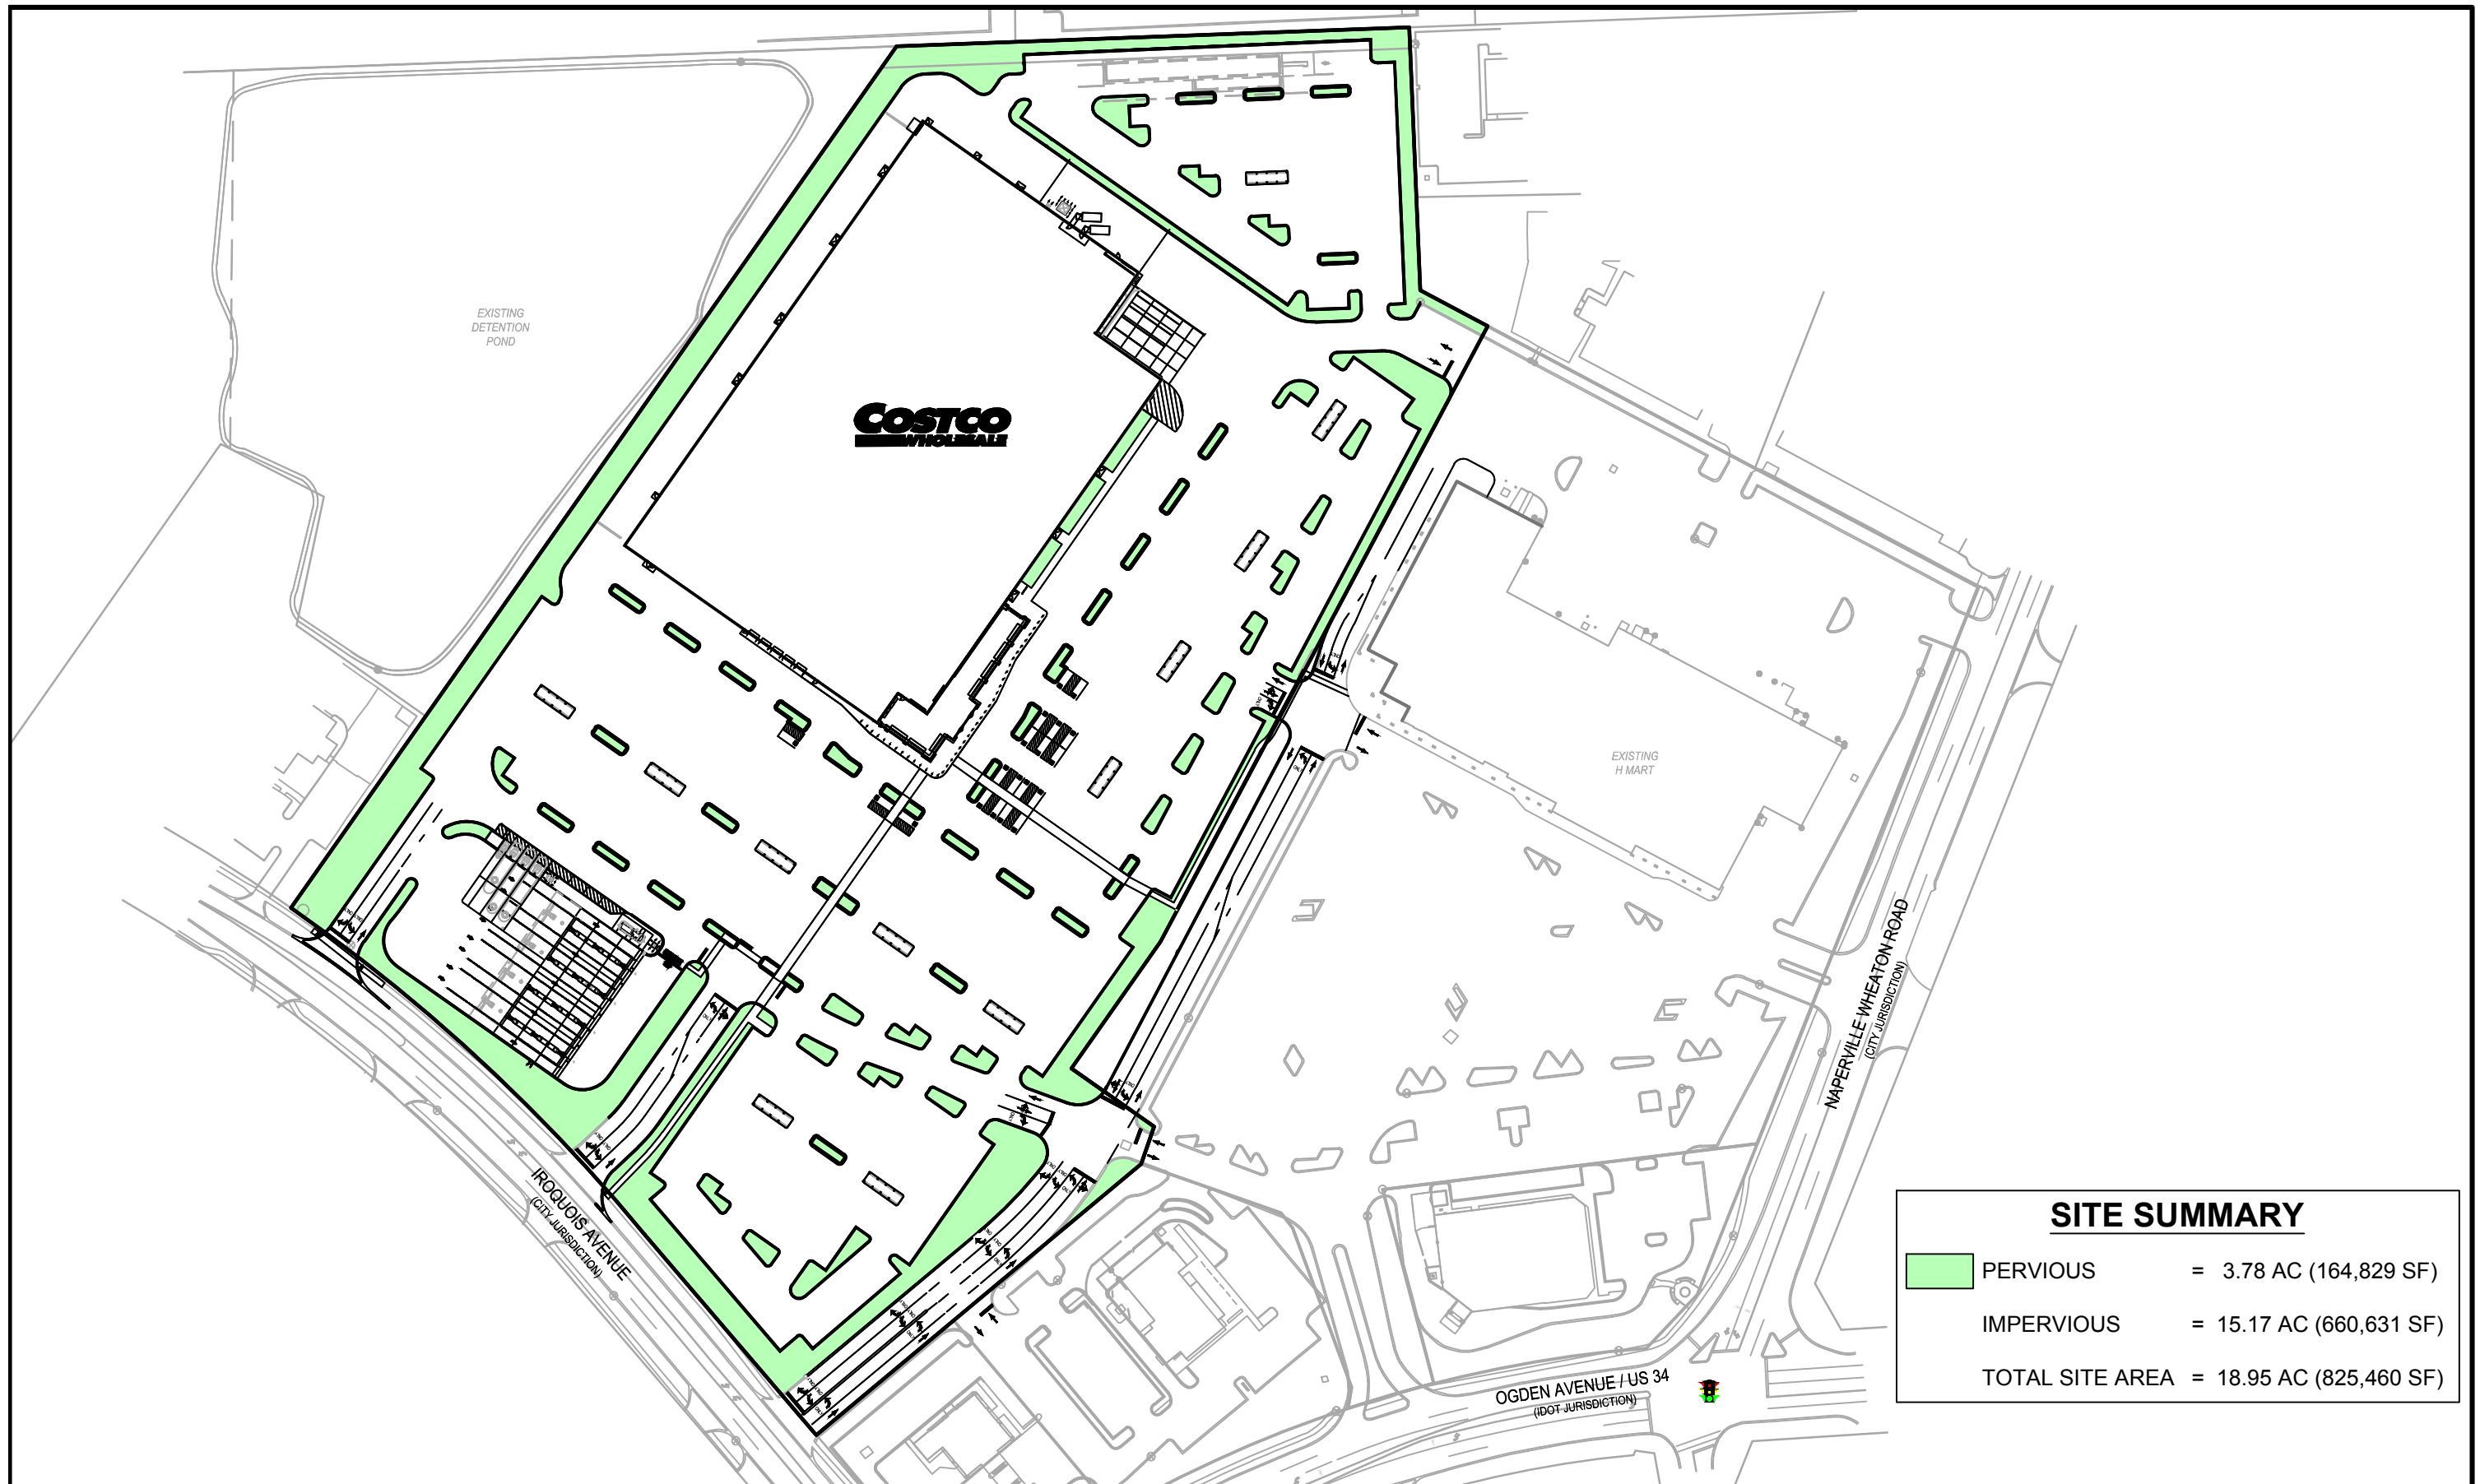 EXISTING
DETENTION
POND
COSTCO
WHOLESALE
EXISTING
H MART
NAPERVILLE WHEATON ROAD
(CITY JURISDICTION)
IROQUOIS AVENUE
(CITY JURISDICTION)
OGDEN AVENUE / US 34
(IDOT JURISDICTION)
SITE SUMMARY
PERVIOUS = 3.78 AC (164,829 SF)
IMPERVIOUS = 15.17 AC (660,631 SF)
TOTAL SITE AREA = 18.95 AC (825,460 SF)